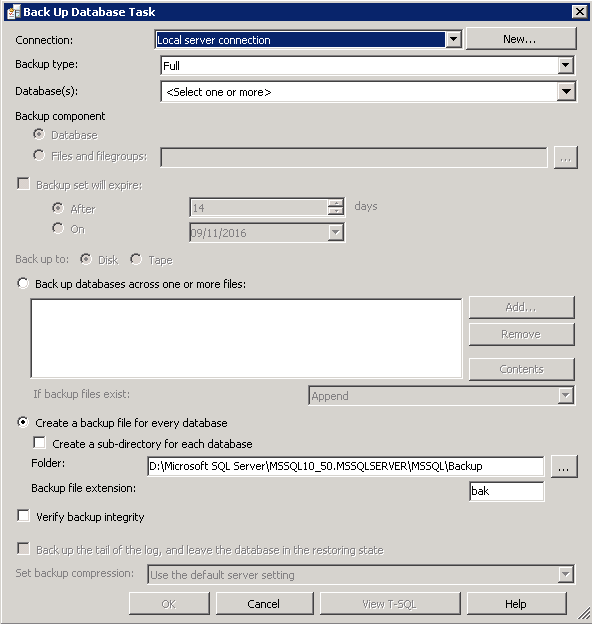 Back Up Database Task
Connection: Local server connection New...
Backup type: Full
Database(s): <Select one or more>
Backup component
Database
Files and filegroups: ...
Backup set will expire:
After 14 days
On 09/11/2016
Back up to: Disk Tape
Back up databases across one or more files:
Add...
Remove
Contents
If backup files exist: Append
Create a backup file for every database
Create a sub-directory for each database
Folder: D:\Microsoft SQL Server\MSSQL10_50.MSSQLSERVER\MSSQL\Backup ...
Backup file extension: bak
Verify backup integrity
Back up the tail of the log, and leave the database in the restoring state
Set backup compression: Use the default server setting
OK Cancel View T-SQL Help